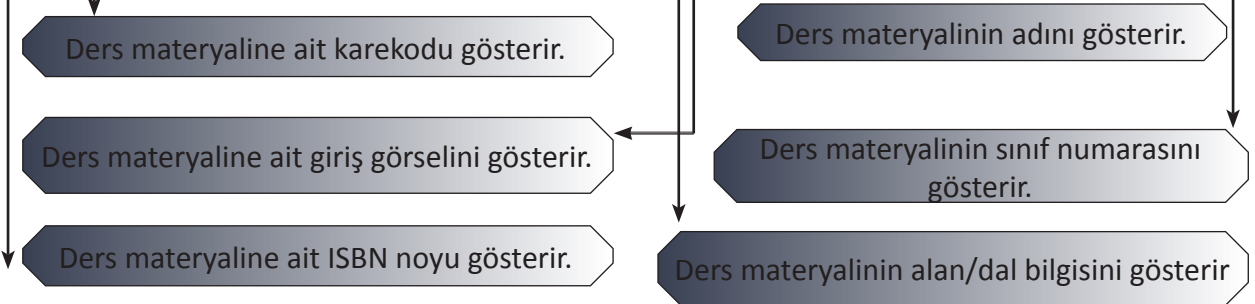 Ders materyaline ait karekodu gösterir.
Ders materyaline ait giriş görselini gösterir.
Ders materyaline ait ISBN noyu gösterir.
Ders materyalinin adını gösterir.
Ders materyalinin sınıf numarasını
gösterir.
Ders materyalinin alan/dal bilgisini gösterir